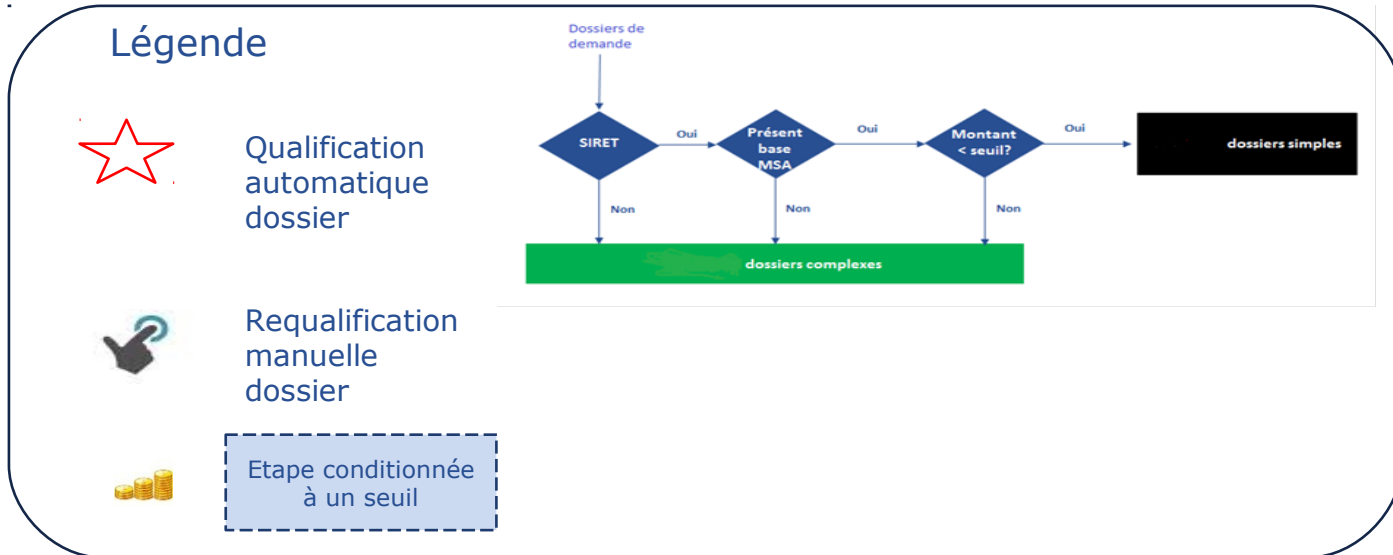 Légende
Qualification
automatique
dossier
Requalification
manuelle
dossier
Etape conditionnée
à un seuil
Dossiers de
demande
SIRET
Oui
Présent
base
MSA
Oui
Montant
< seuil?
Oui
dossiers simples
Non
Non
Non
dossiers complexes